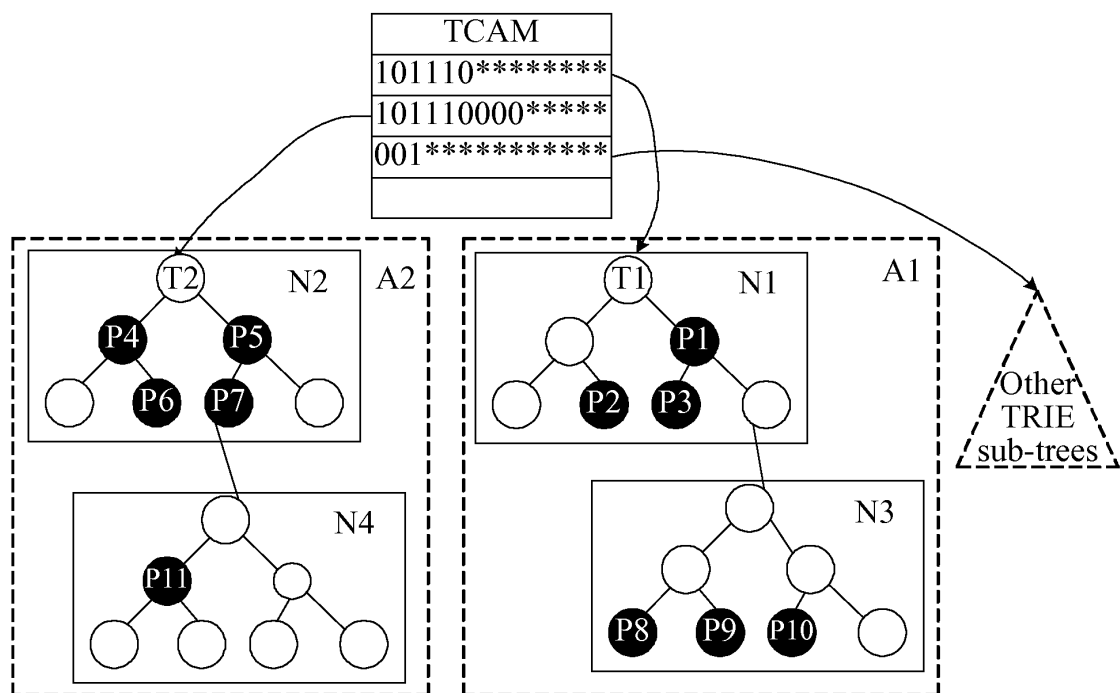 TCAM
101110********
101110000*****
001***********
T2
N2
A2
P4
P5
P6
P7
N4
P11
T1
N1
A1
P1
P2
P3
N3
P8
P9
P10
Other
TRIE
sub-trees